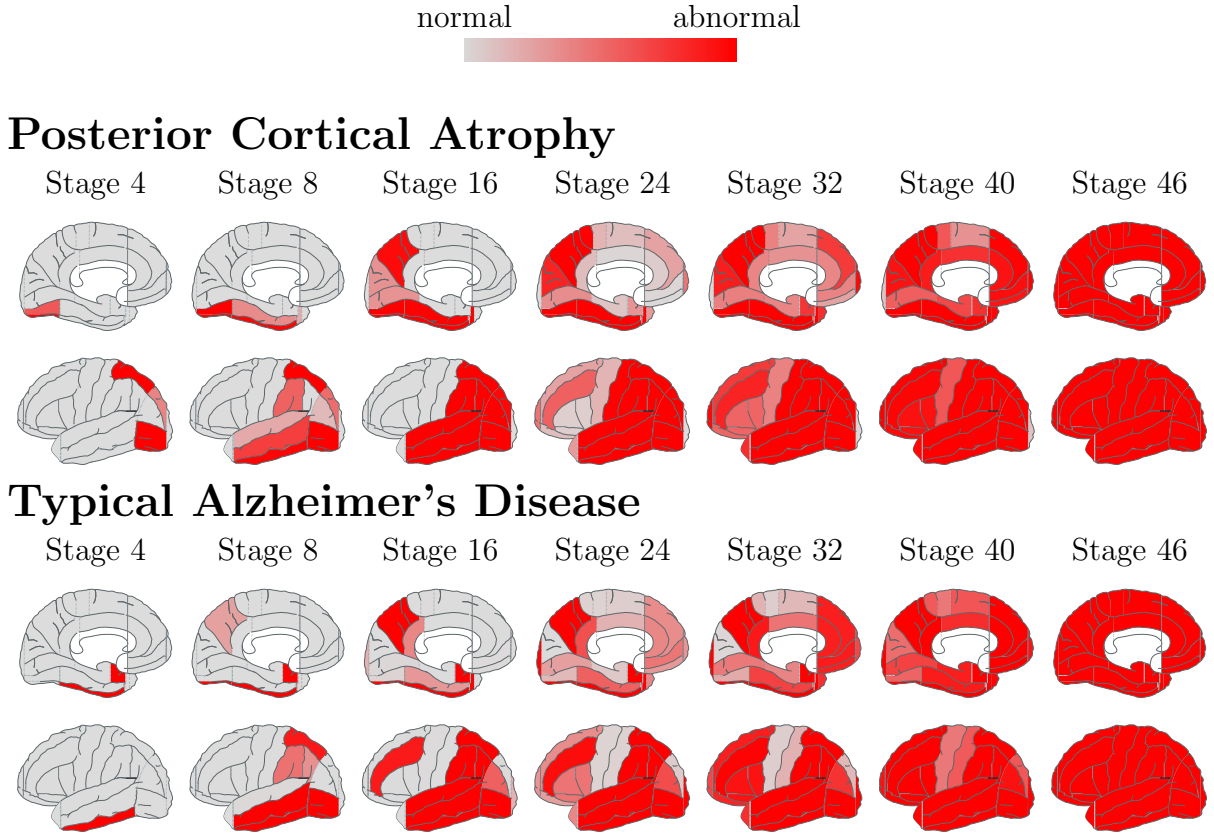 normal abnormal
Posterior Cortical Atrophy
Stage 4 Stage 8 Stage 16 Stage 24 Stage 32 Stage 40 Stage 46
Typical Alzheimer's Disease
Stage 4 Stage 8 Stage 16 Stage 24 Stage 32 Stage 40 Stage 46